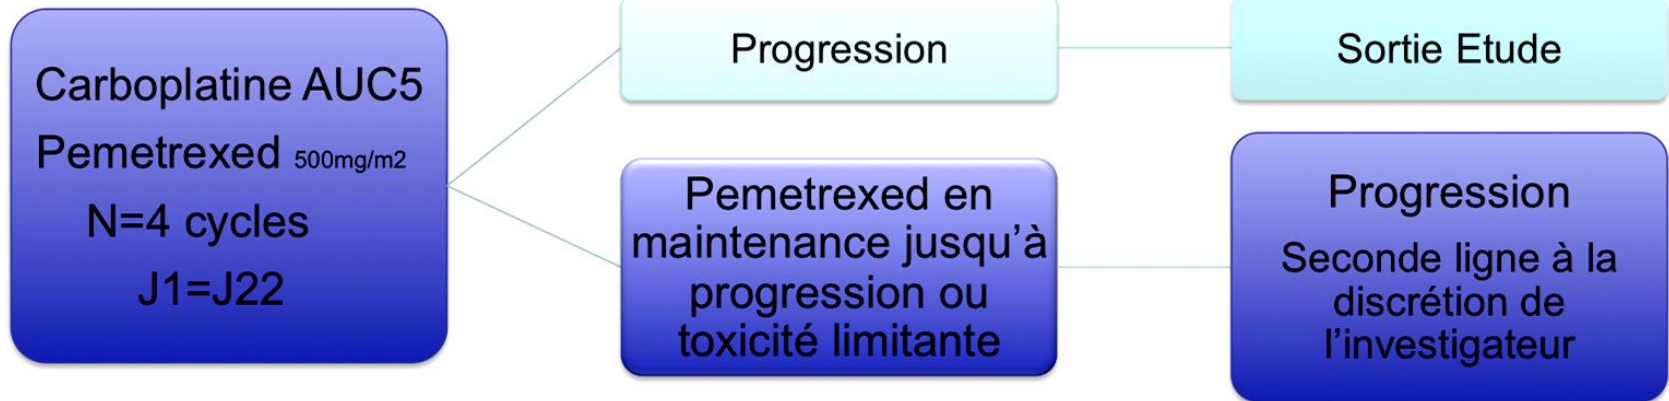 Carboplatine AUC5
Pemetrexed 500mg/m2
N=4 cycles
J1=J22
Progression
Sortie Etude
Pemetrexed en
maintenance jusqu'à
progression ou
toxicité limitante
Progression
Seconde ligne à la
discrétion de
l'investigateur